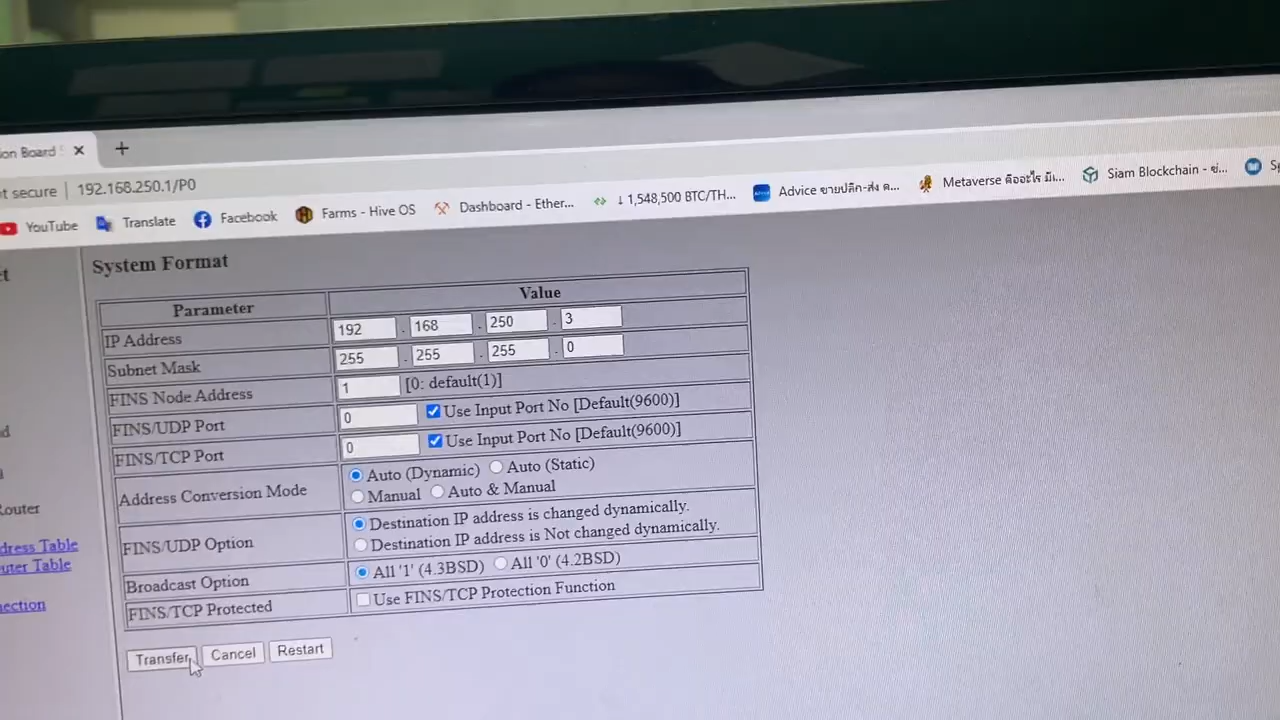 ion Board
t secure | 192.168.250.1/P0
YouTube Translate Facebook Farms - Hive OS Dashboard - Ether... ↓ 1,548,500 BTC/TH... Advice ขายปลีก-ส่ง ค... Metaverse คืออะไร มี... Siam Blockchain - ข่... Sp
System Format
Parameter Value
IP Address 192 . 168 . 250 . 3
Subnet Mask 255 . 255 . 255 . 0
FINS Node Address 1 [0: default(1)]
FINS/UDP Port 0 Use Input Port No [Default(9600)]
FINS/TCP Port 0 Use Input Port No [Default(9600)]
Address Conversion Mode Auto (Dynamic) Auto (Static)
Manual Auto & Manual
Router
FINS/UDP Option Destination IP address is changed dynamically.
Destination IP address is Not changed dynamically.
dress Table
uter Table
Broadcast Option All '1' (4.3BSD) All '0' (4.2BSD)
nection
FINS/TCP Protected Use FINS/TCP Protection Function
Transfer Cancel Restart